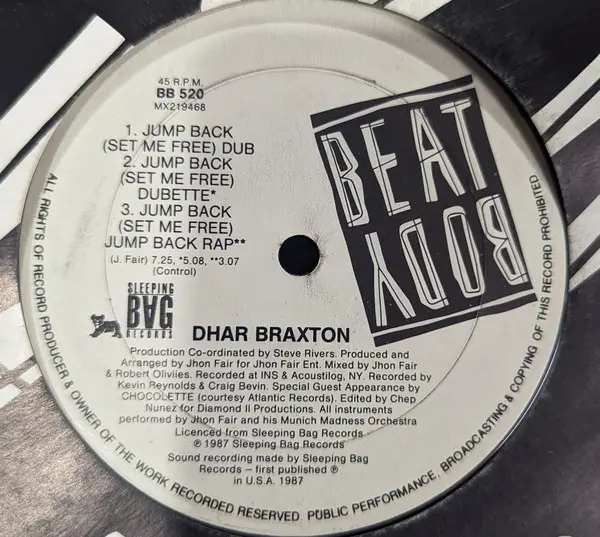 45 R.P.M.
BB 520
MX219468
1. JUMP BACK
(SET ME FREE) DUB
2. JUMP BACK
(SET ME FREE)
DUBETTE*
3. JUMP BACK
(SET ME FREE)
JUMP BACK RAP**
(J. Fair) 7.25, *5.08, **3.07
(Control)
BEAT
BODY
SLEEPING
BAG
RECORDS
DHAR BRAXTON
Production Co-ordinated by Steve Rivers. Produced and
Arranged by Jhon Fair for Jhon Fair Ent. Mixed by Jhon Fair
& Robert Oliviies. Recorded at INS & Acoustilog, NY. Recorded by
Kevin Reynolds & Craig Bevin. Special Guest Appearance by
CHOCOLETTE (courtesy Atlantic Records). Edited by Chep
Nunez for Diamond II Productions. All instruments
performed by Jhon Fair and his Munich Madness Orchestra
Licenced from Sleeping Bag Records
℗ 1987 Sleeping Bag Records
Sound recording made by Sleeping Bag
Records – first published ℗
in U.S.A. 1987
ALL RIGHTS OF RECORD PRODUCER & OWNER OF THE WORK RECORDED RESERVED. PUBLIC PERFORMANCE, BROADCASTING & COPYING OF THIS RECORD PROHIBITED